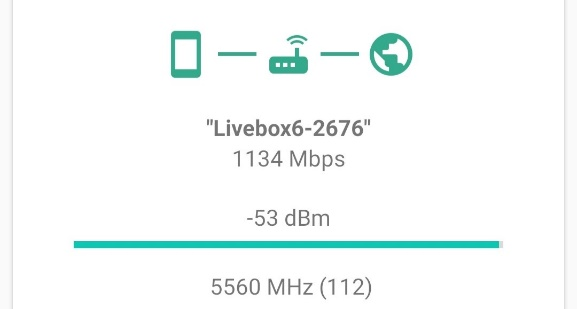 "Livebox6-2676"
1134 Mbps
-53 dBm
5560 MHz (112)